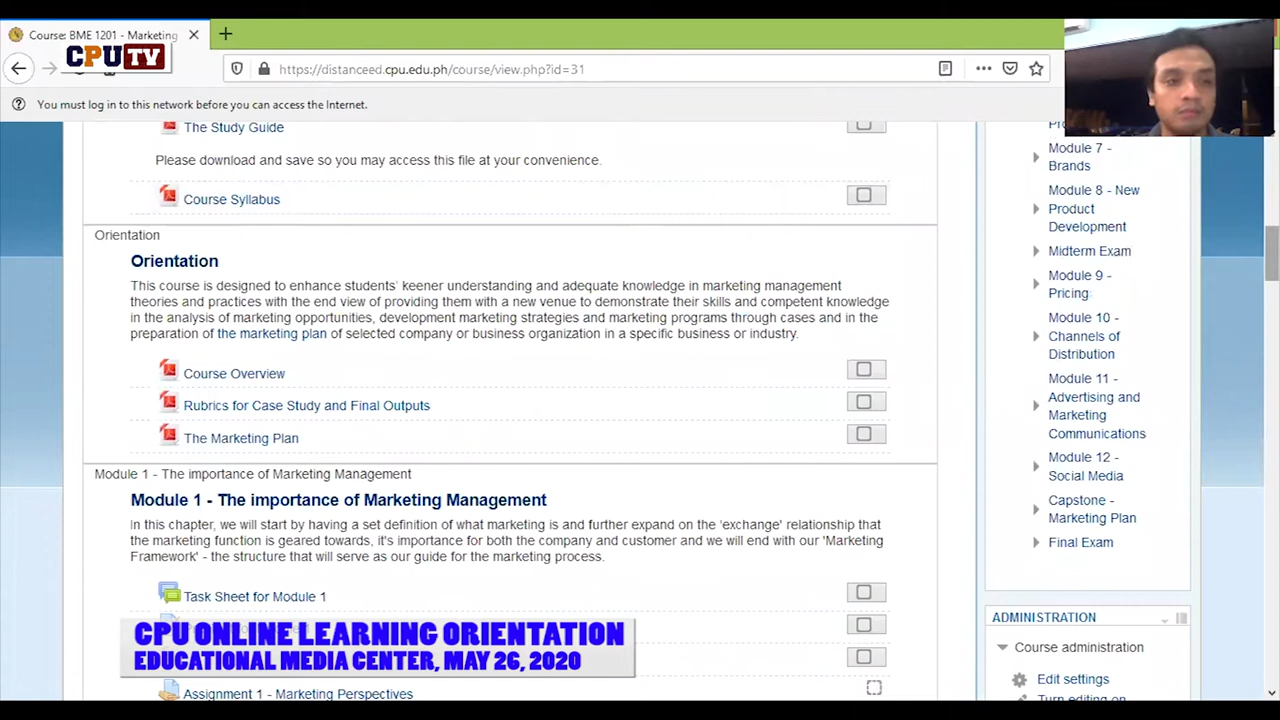 Course: BME 1201 - Marketing
CPUTV
https://distanceed.cpu.edu.ph/course/view.php?id=31
You must log in to this network before you can access the Internet.
The Study Guide
Please download and save so you may access this file at your convenience.
Course Syllabus
Orientation
Orientation
This course is designed to enhance students' keener understanding and adequate knowledge in marketing management
theories and practices with the end view of providing them with a new venue to demonstrate their skills and competent knowledge
in the analysis of marketing opportunities, development marketing strategies and marketing programs through cases and in the
preparation of the marketing plan of selected company or business organization in a specific business or industry.
Course Overview
Rubrics for Case Study and Final Outputs
The Marketing Plan
Module 1 - The importance of Marketing Management
Module 1 - The importance of Marketing Management
In this chapter, we will start by having a set definition of what marketing is and further expand on the 'exchange' relationship that
the marketing function is geared towards, it's importance for both the company and customer and we will end with our 'Marketing
Framework' - the structure that will serve as our guide for the marketing process.
Task Sheet for Module 1
CPU ONLINE LEARNING ORIENTATION
EDUCATIONAL MEDIA CENTER, MAY 26, 2020
Assignment 1 - Marketing Perspectives
Module 7 -
Brands
Module 8 - New
Product
Development
Midterm Exam
Module 9 -
Pricing
Module 10 -
Channels of
Distribution
Module 11 -
Advertising and
Marketing
Communications
Module 12 -
Social Media
Capstone -
Marketing Plan
Final Exam
ADMINISTRATION
Course administration
Edit settings
Turn editing on